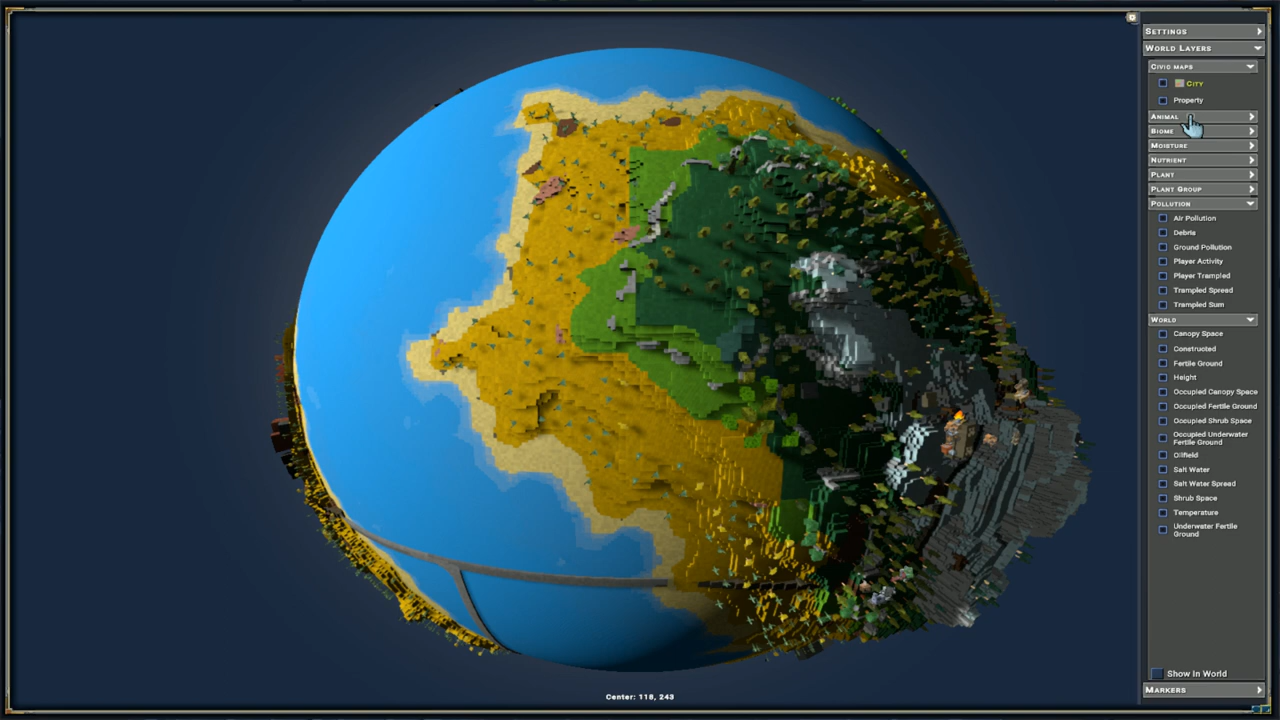 SETTINGS
WORLD LAYERS
CIVIC MAPS
CITY
Property
ANIMAL
BIOME
MOISTURE
NUTRIENT
PLANT
PLANT GROUP
POLLUTION
Air Pollution
Debris
Ground Pollution
Player Activity
Player Trampled
Trampled Spread
Trampled Sum
WORLD
Canopy Space
Constructed
Fertile Ground
Height
Occupied Canopy Space
Occupied Fertile Ground
Occupied Shrub Space
Occupied Underwater
Fertile Ground
Oilfield
Salt Water
Salt Water Spread
Shrub Space
Temperature
Underwater Fertile
Ground
Show In World
MARKERS
Center: 118, 243